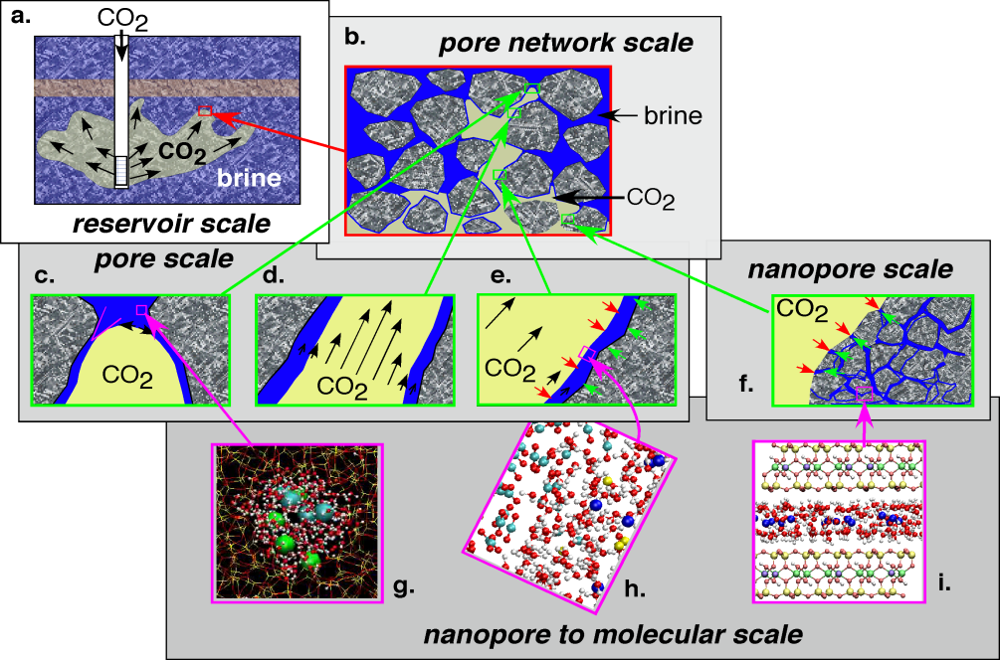 a.
CO2
CO2
brine
reservoir scale
b.
pore network scale
brine
CO2
pore scale
c.
CO2
d.
CO2
e.
CO2
nanopore scale
CO2
f.
g.
h.
i.
nanopore to molecular scale